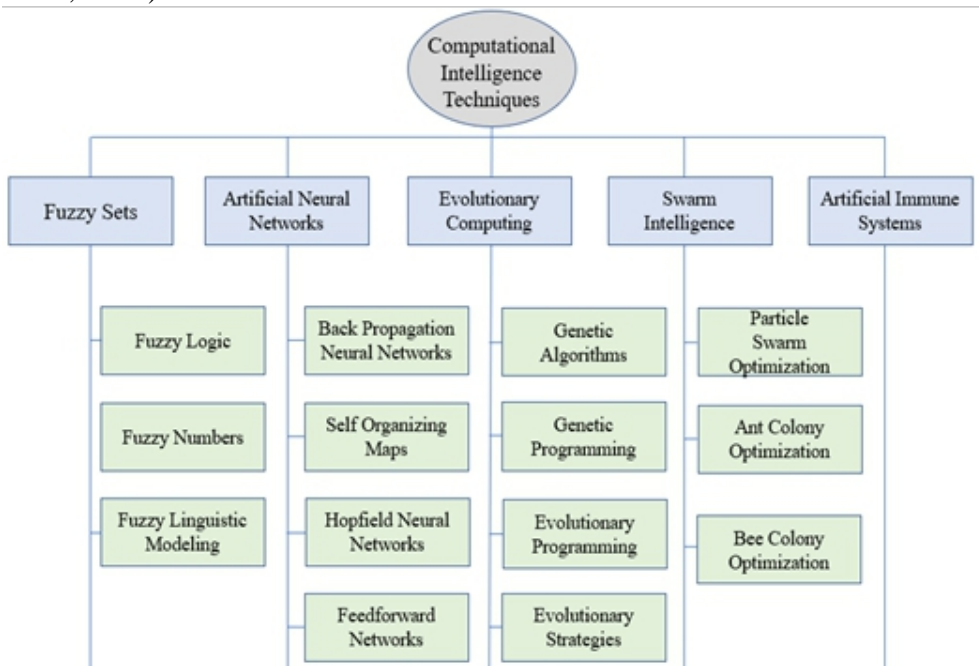 Computational
Intelligence
Techniques
Fuzzy Sets
Artificial Neural
Networks
Evolutionary
Computing
Swarm
Intelligence
Artificial Immune
Systems
Fuzzy Logic
Back Propagation
Neural Networks
Genetic
Algorithms
Particle
Swarm
Optimization
Fuzzy Numbers
Self Organizing
Maps
Genetic
Programming
Ant Colony
Optimization
Fuzzy Linguistic
Modeling
Hopfield Neural
Networks
Evolutionary
Programming
Bee Colony
Optimization
Feedforward
Networks
Evolutionary
Strategies